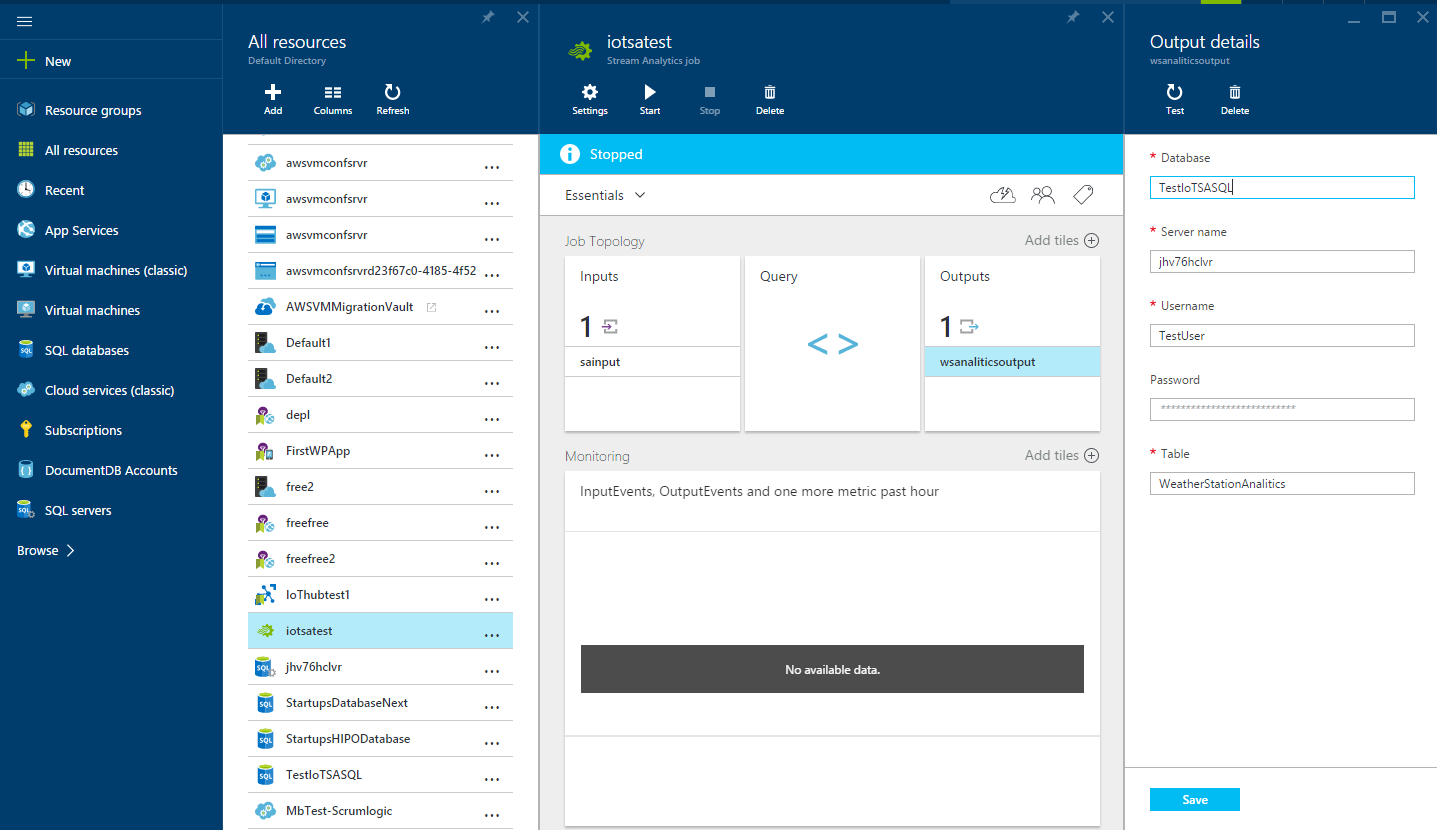 New
Resource groups
All resources
Recent
App Services
Virtual machines (classic)
Virtual machines
SQL databases
Cloud services (classic)
Subscriptions
DocumentDB Accounts
SQL servers
Browse
All resources
Default Directory
Add
Columns
Refresh
awsvmconfsrvr
awsvmconfsrvr
awsvmconfsrvr
awsvmconfsrvrd23f67c0-4185-4f52
AWSVMMigrationVault
Default1
Default2
depl
FirstWPApp
free2
freefree
freefree2
IoThubtest1
iotsatest
jhv76hclvr
StartupsDatabaseNext
StartupsHIPODatabase
TestIoTSASQL
MbTest-Scrumlogic
iotsatest
Stream Analytics job
Settings
Start
Stop
Delete
Stopped
Essentials
Job Topology
Add tiles
Inputs
1
sainput
Query
Outputs
1
wsanaliticsoutput
Monitoring
Add tiles
InputEvents, OutputEvents and one more metric past hour
No available data.
Output details
wsanaliticsoutput
Test
Delete
* Database
TestIoTSASQL
* Server name
jhv76hclvr
* Username
TestUser
Password
***************************
* Table
WeatherStationAnalitics
Save